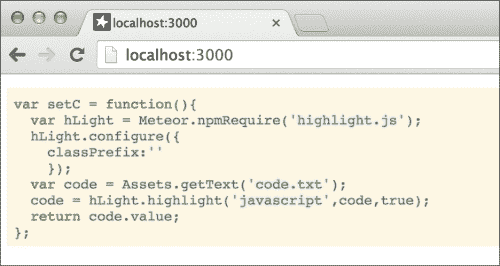 localhost:3000
localhost:3000
var setC = function(){
  var hLight = Meteor.npmRequire('highlight.js');
  hLight.configure({
    classPrefix:''
    });
  var code = Assets.getText('code.txt');
  code = hLight.highlight('javascript',code,true);
  return code.value;
};